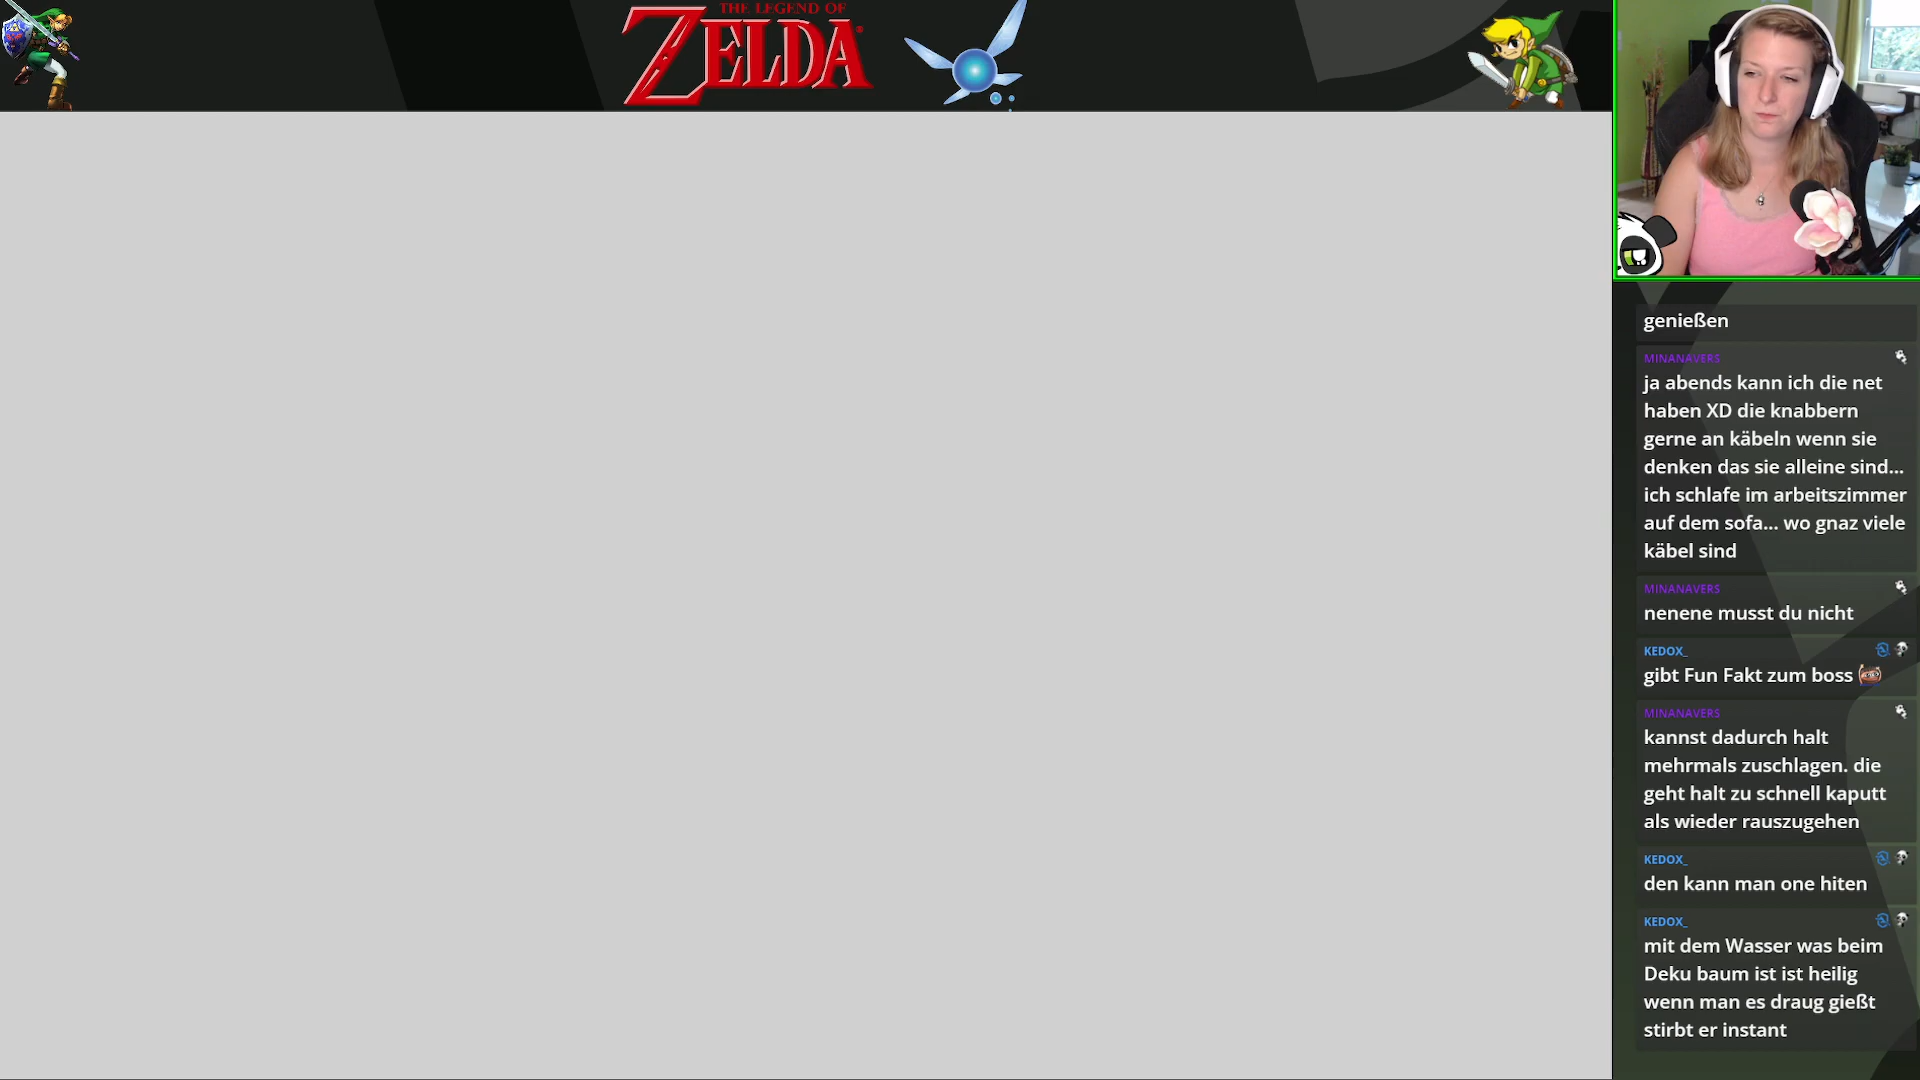 THE LEGEND OF
ZELDA
genießen
MINANAVERS
ja abends kann ich die net
haben XD die knabbern
gerne an käbeln wenn sie
denken das sie alleine sind...
ich schlafe im arbeitszimmer
auf dem sofa... wo gnaz viele
käbel sind
MINANAVERS
nenene musst du nicht
KEDOX_
gibt Fun Fakt zum boss
MINANAVERS
kannst dadurch halt
mehrmals zuschlagen. die
geht halt zu schnell kaputt
als wieder rauszugehen
KEDOX_
den kann man one hiten
KEDOX_
mit dem Wasser was beim
Deku baum ist ist heilig
wenn man es draug gießt
stirbt er instant